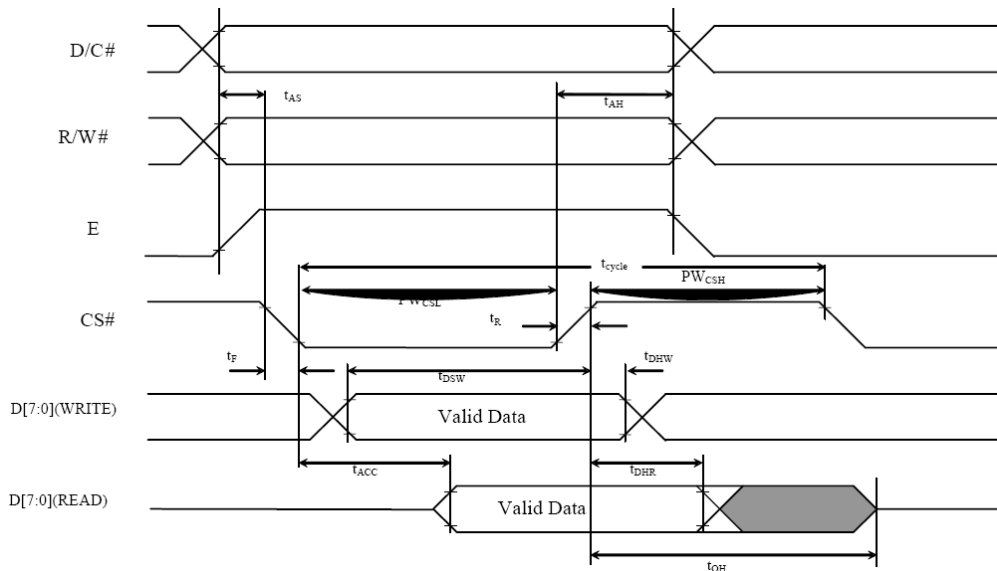 D/C#
tAS
tAH
R/W#
E
tcycle
PWCSL
PWCSH
CS#
tR
tF
tDSW
tDHW
D[7:0](WRITE)
Valid Data
tACC
tDHR
D[7:0](READ)
Valid Data
tOH